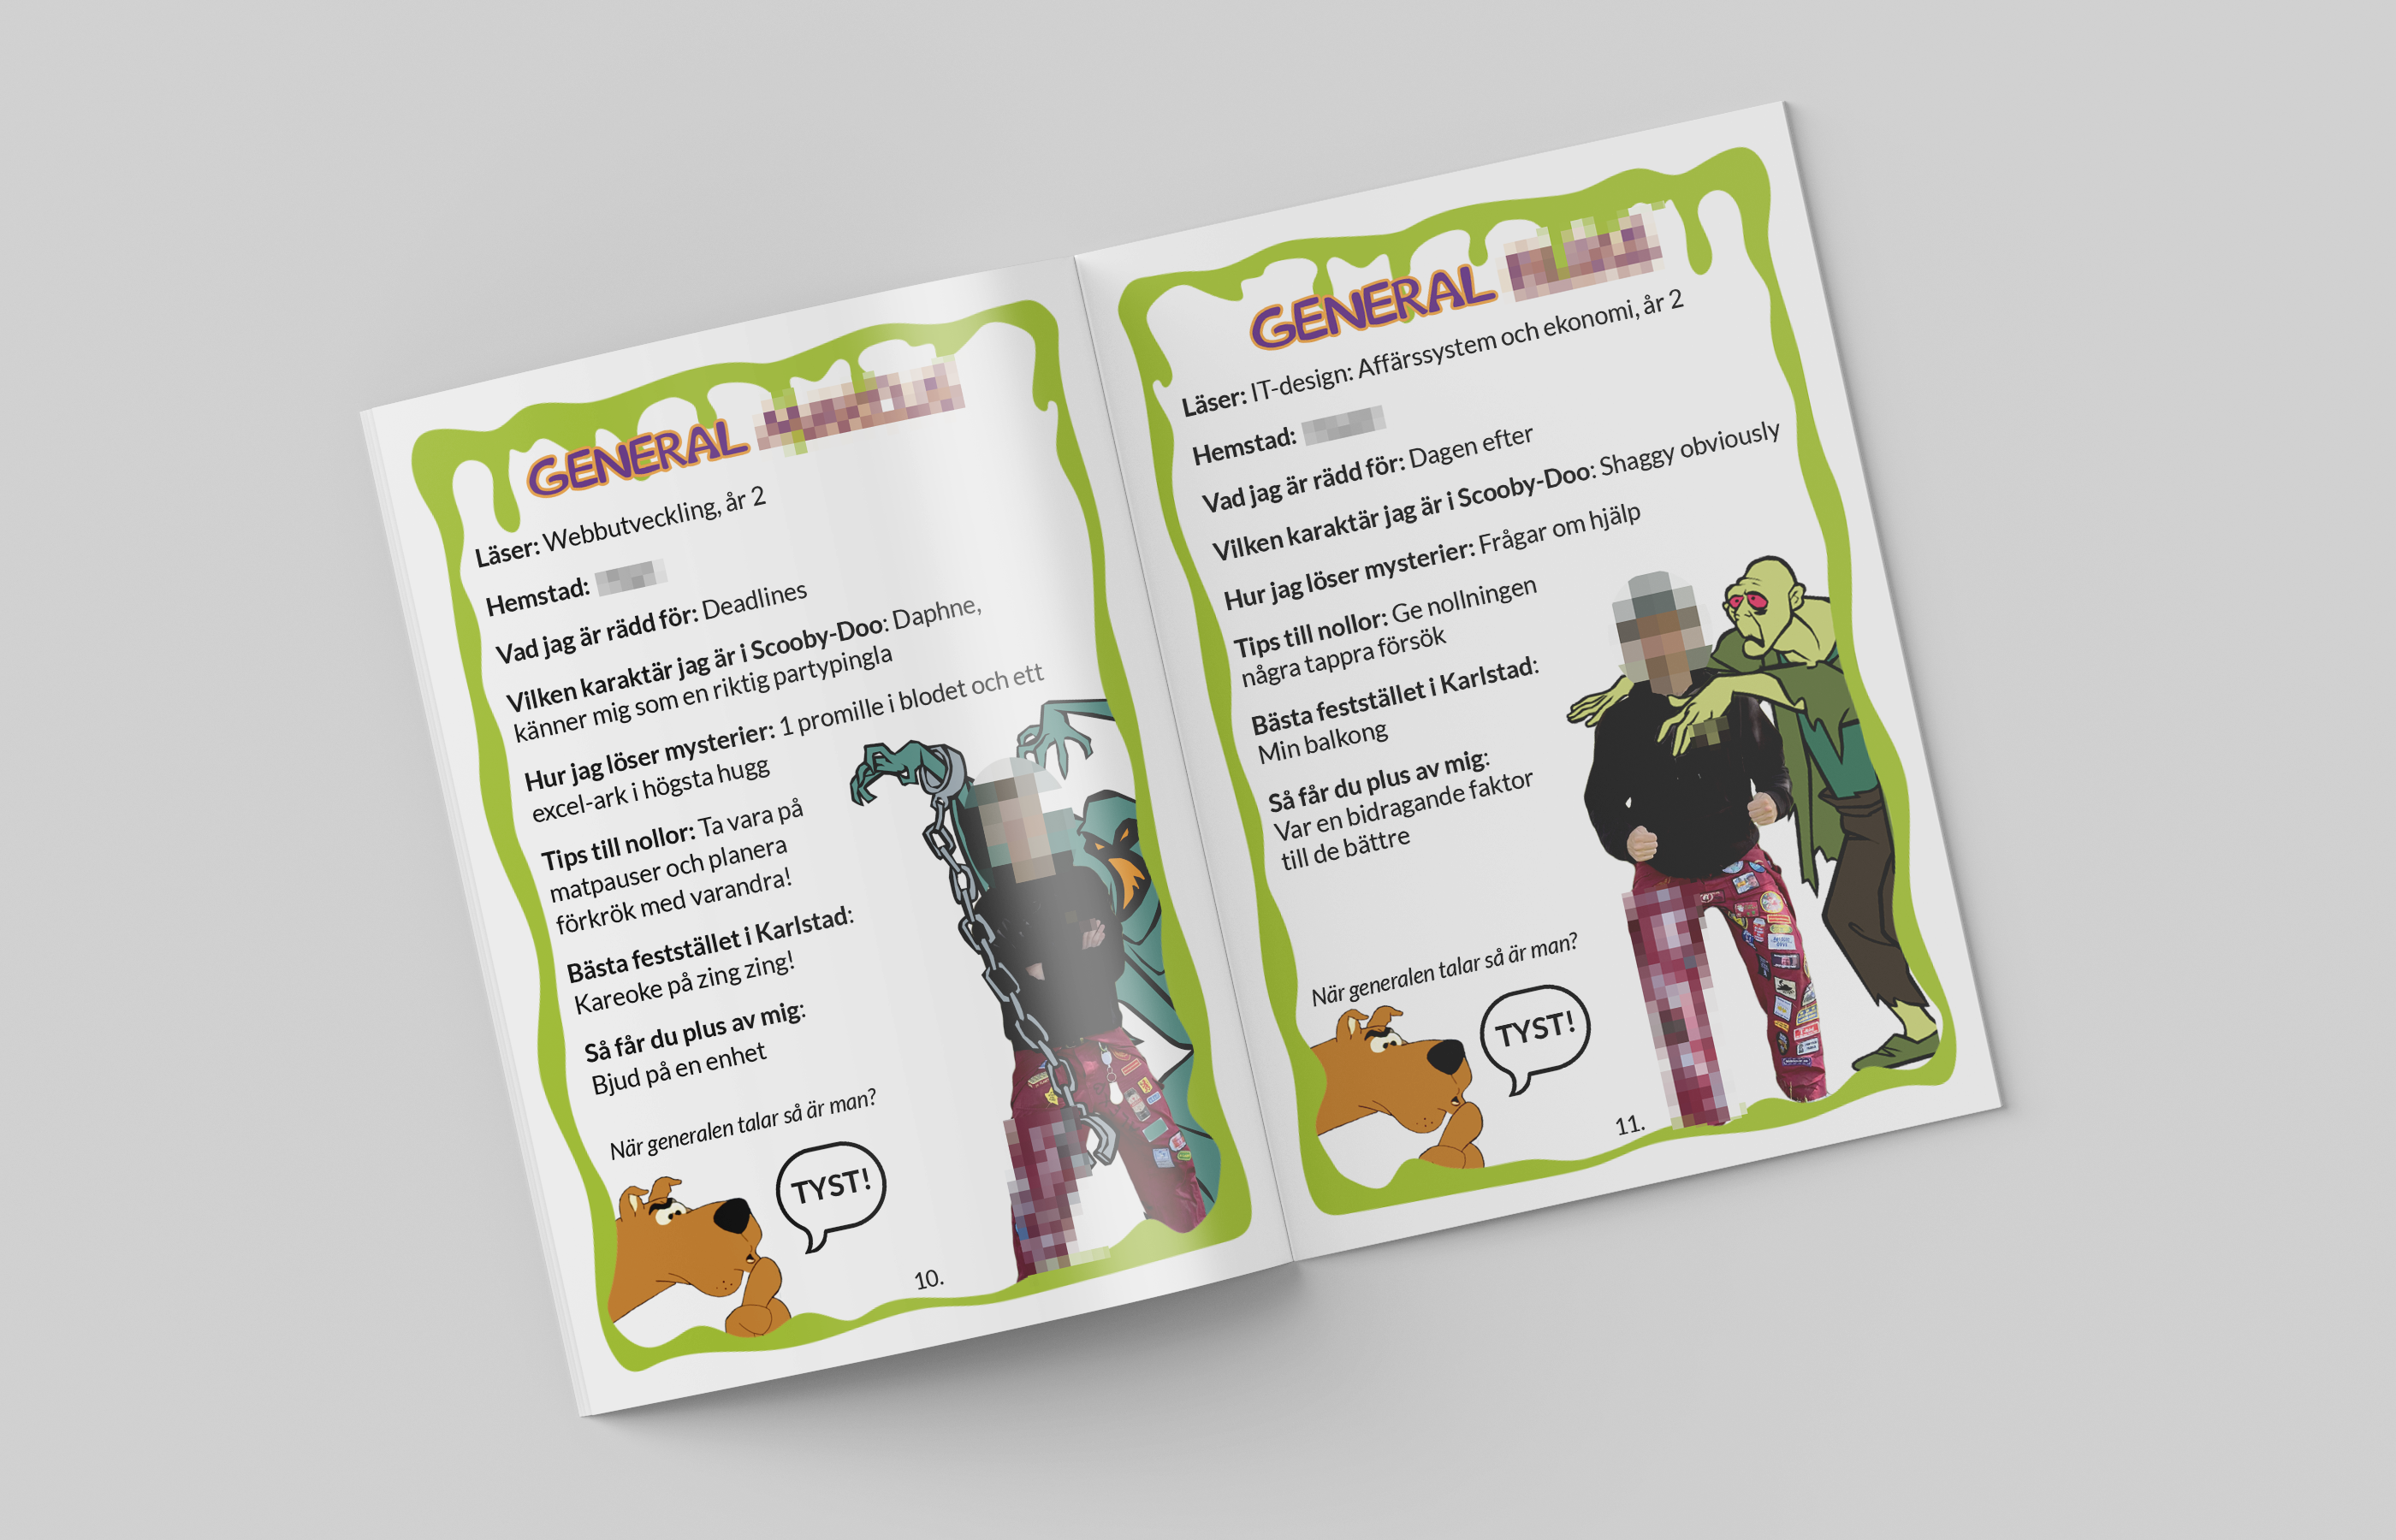 GENERAL
Läser: Webbutveckling, år 2
Hemstad:
Vad jag är rädd för: Deadlines
Vilken karaktär jag är i Scooby-Doo: Daphne,
känner mig som en riktig partypingla
Hur jag löser mysterier: 1 promille i blodet och ett
excel-ark i högsta hugg
Tips till nollor: Ta vara på
matpauser och planera
förkrök med varandra!
Bästa feststället i Karlstad:
Kareoke på zing zing!
Så får du plus av mig:
Bjud på en enhet
När generalen talar så är man?
TYST!
10.
GENERAL
Läser: IT-design: Affärssystem och ekonomi, år 2
Hemstad:
Vad jag är rädd för: Dagen efter
Vilken karaktär jag är i Scooby-Doo: Shaggy obviously
Hur jag löser mysterier: Frågar om hjälp
Tips till nollor: Ge nollningen
några tappra försök
Bästa feststället i Karlstad:
Min balkong
Så får du plus av mig:
Var en bidragande faktor
till de bättre
När generalen talar så är man?
TYST!
11.